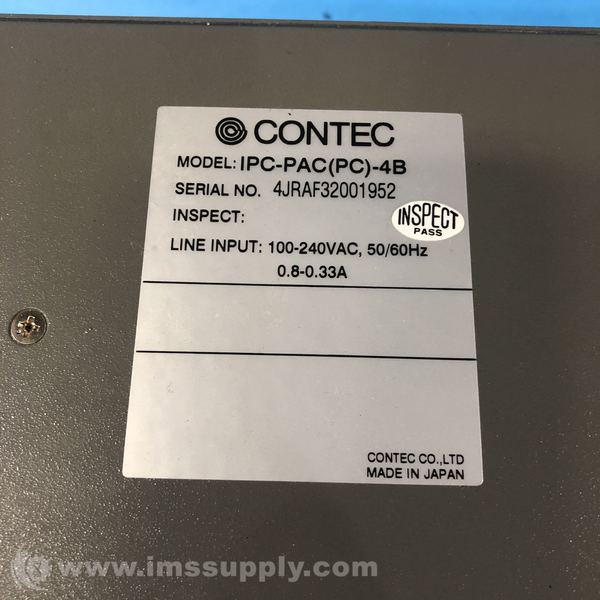 CONTEC
MODEL: IPC-PAC(PC)-4B
SERIAL NO. 4JRAF32001952
INSPECT:
INSPECT
PASS
LINE INPUT: 100-240VAC, 50/60Hz
0.8-0.33A
CONTEC CO.,LTD
MADE IN JAPAN
www.imssupply.com